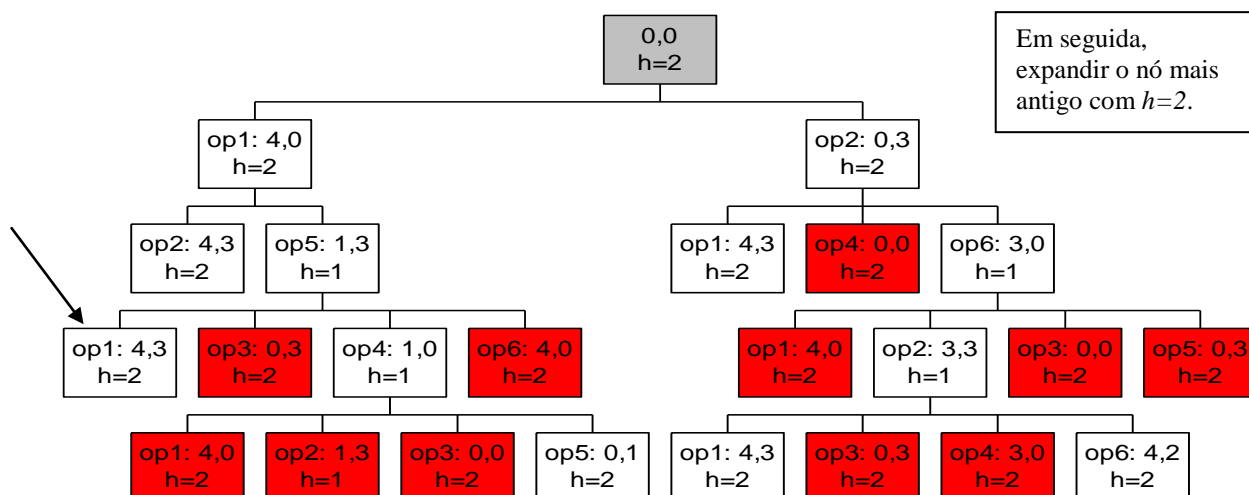 0,0
h=2
Em seguida,
expandir o nó mais
antigo com h=2.
op1: 4,0
h=2
op2: 0,3
h=2
op2: 4,3
h=2
op5: 1,3
h=1
op1: 4,3
h=2
op4: 0,0
h=2
op6: 3,0
h=1
op1: 4,3
h=2
op3: 0,3
h=2
op4: 1,0
h=1
op6: 4,0
h=2
op1: 4,0
h=2
op2: 3,3
h=1
op3: 0,0
h=2
op5: 0,3
h=2
op1: 4,0
h=2
op2: 1,3
h=1
op3: 0,0
h=2
op5: 0,1
h=2
op1: 4,3
h=2
op3: 0,3
h=2
op4: 3,0
h=2
op6: 4,2
h=2